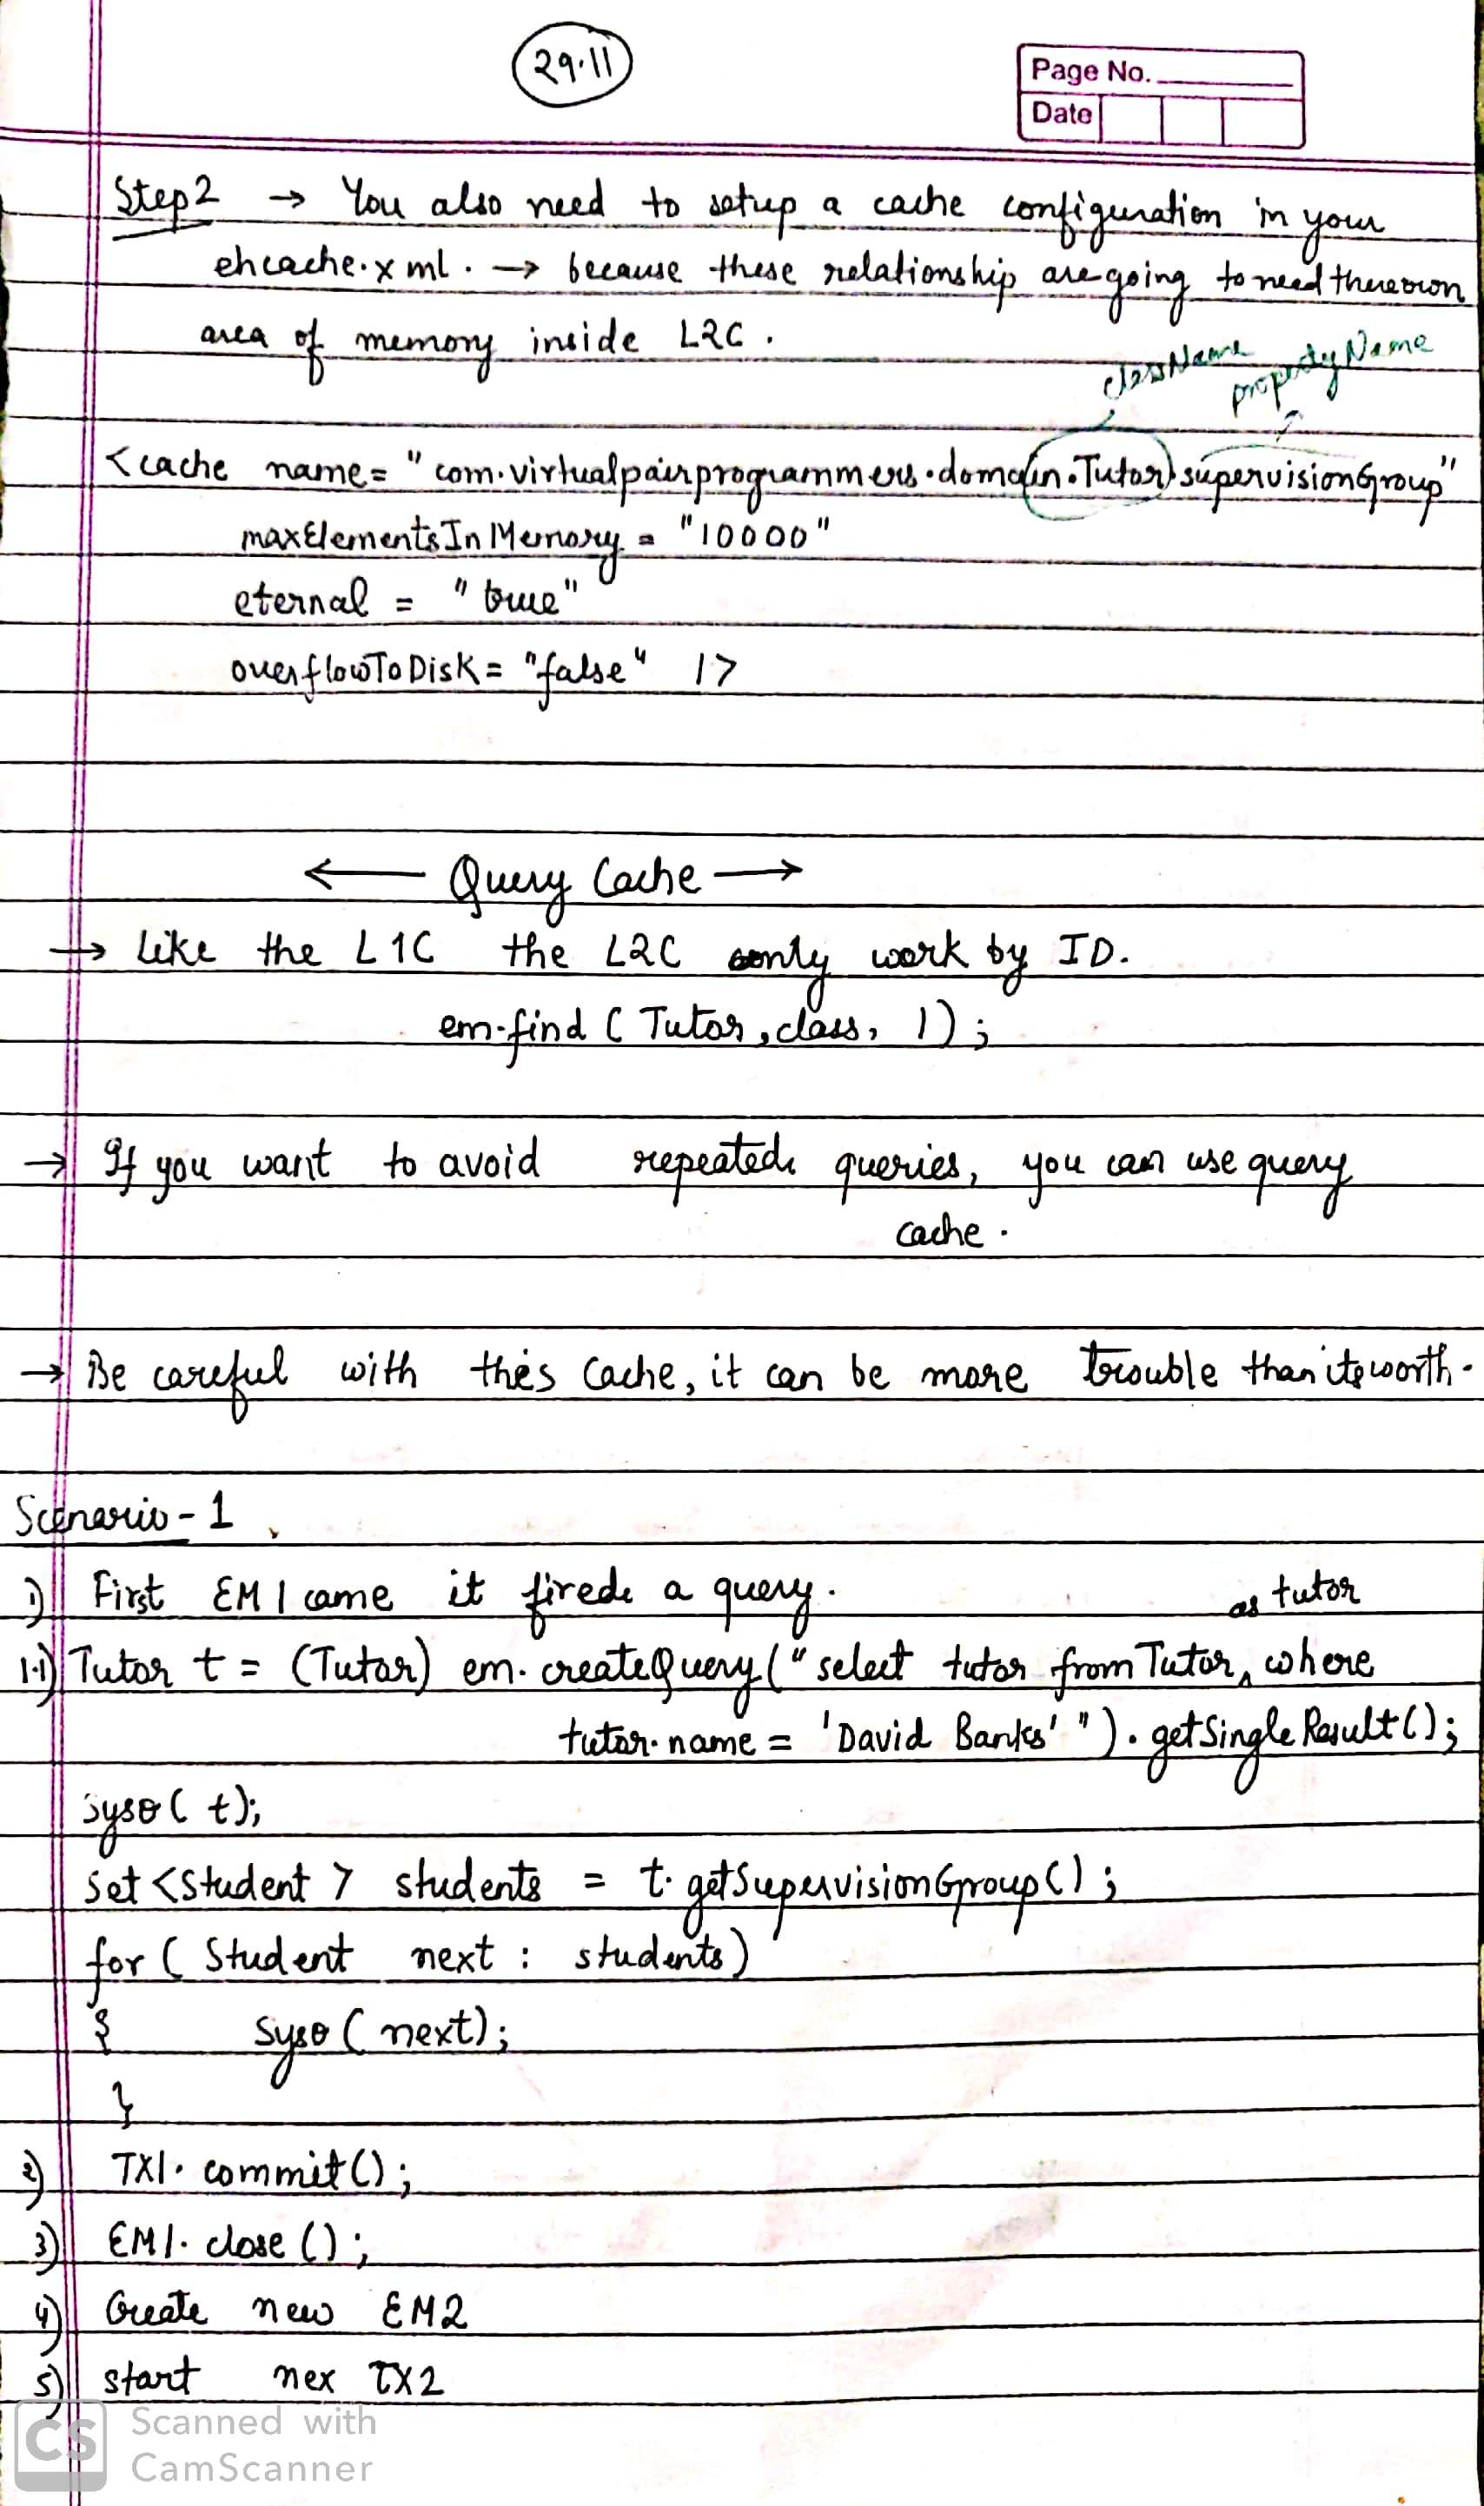 29.11
Page No.
Date
Step2 → You also need to setup a cache configuration in your
ehcache.xml. → because these relationship are going to need there own
area of memory inside L2C.
className propertyName
<cache name= "com.virtualpairprogrammers.domain.Tutor.supervisionGroup"
maxElementsInMemory = "10000"
eternal = "true"
overflowToDisk = "false" />
← Query Cache →
→ Like the L1C the L2C only work by ID.
em.find ( Tutor, class, 1);
→ If you want to avoid repeated queries, you can use query
cache.
→ Be careful with this Cache, it can be more trouble than its worth.
Scenario-1
1) First EM1 came it fired a query.
as tutor
1.1) Tutor t = (Tutor) em.createQuery("select tutor from Tutor, where
tutor.name = 'David Banks' ").getSingleResult();
syso( t);
Set<Student> students = t.getSupervisionGroup();
for ( Student next : students)
{ syso ( next);
}
2) TX1. commit();
3) EM1. close ();
4) Create new EM2
5) start nex TX2
CS Scanned with
CamScanner